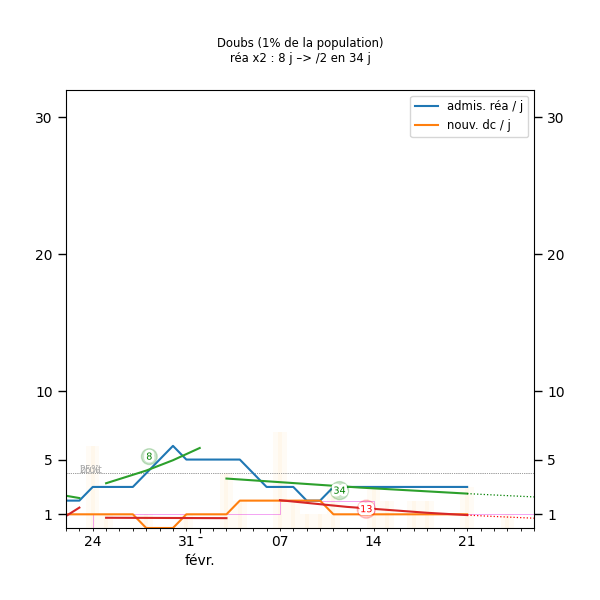 Doubs (1% de la population)
réa x2 : 8 j –> /2 en 34 j
admis. réa / j
nouv. dc / j
30 30
20 20
10 10
5 5
1 1
8
34
13
24 31 - 07 14 21
févr.